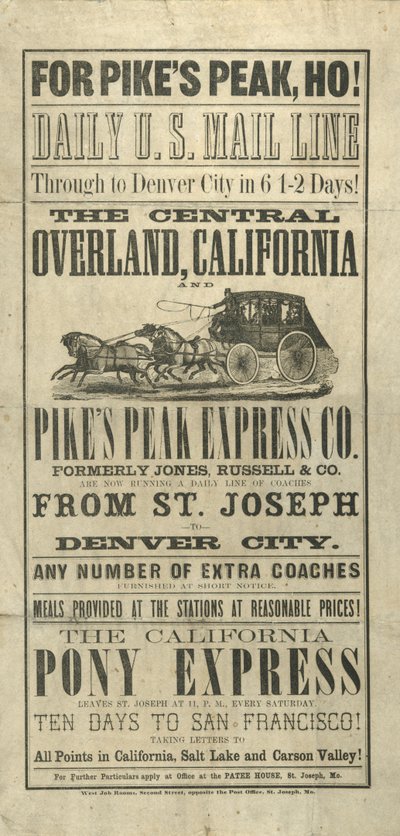 FOR PIKE'S PEAK, HO!
DAILY U. S. MAIL LINE
Through to Denver City in 6 1-2 Days!
THE CENTRAL
OVERLAND, CALIFORNIA
AND
PIKE'S PEAK EXPRESS CO.
FORMERLY JONES, RUSSELL & CO.
ARE NOW RUNNING A DAILY LINE OF COACHES
FROM ST. JOSEPH
—TO—
DENVER CITY.
ANY NUMBER OF EXTRA COACHES
FURNISHED AT SHORT NOTICE.
MEALS PROVIDED AT THE STATIONS AT REASONABLE PRICES!
THE CALIFORNIA
PONY EXPRESS
LEAVES ST. JOSEPH AT 11, P. M., EVERY SATURDAY.
TEN DAYS TO SAN FRANCISCO!
TAKING LETTERS TO
All Points in California, Salt Lake and Carson Valley!
For Further Particulars apply at Office at the PATEE HOUSE, St. Joseph, Mo.
West Job Rooms, Second Street, opposite the Post Office, St. Joseph, Mo.